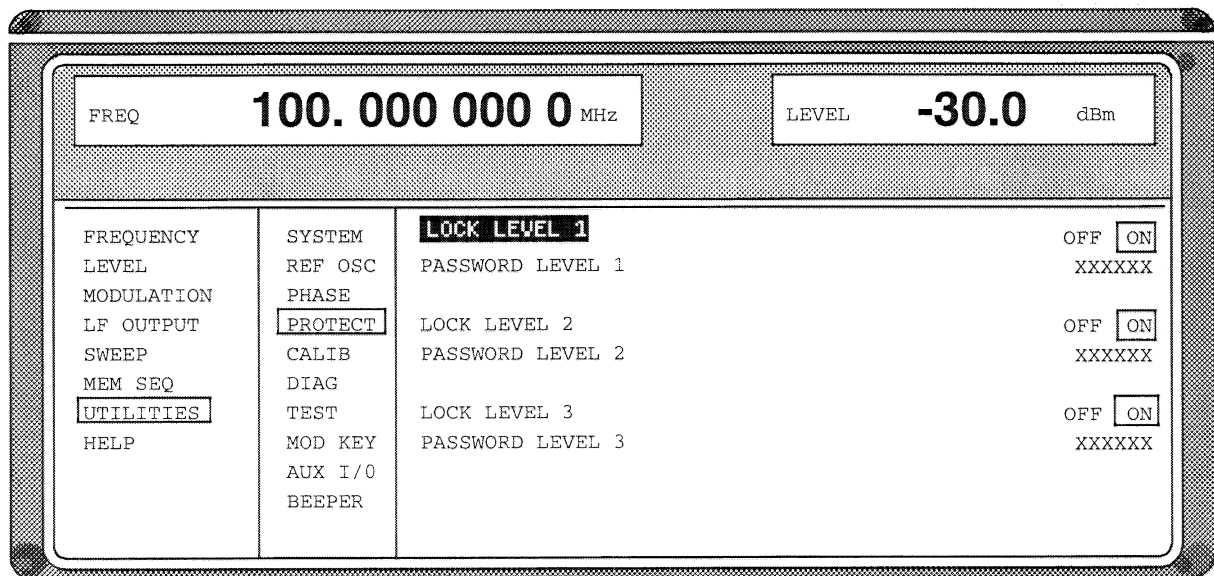 FREQ 100. 000 000 0 MHz LEVEL -30.0 dBm
FREQUENCY SYSTEM LOCK LEVEL 1 OFF ON
LEVEL REF OSC PASSWORD LEVEL 1 XXXXXX
MODULATION PHASE
LF OUTPUT PROTECT LOCK LEVEL 2 OFF ON
SWEEP CALIB PASSWORD LEVEL 2 XXXXXX
MEM SEQ DIAG
UTILITIES TEST LOCK LEVEL 3 OFF ON
HELP MOD KEY PASSWORD LEVEL 3 XXXXXX
AUX I/O
BEEPER